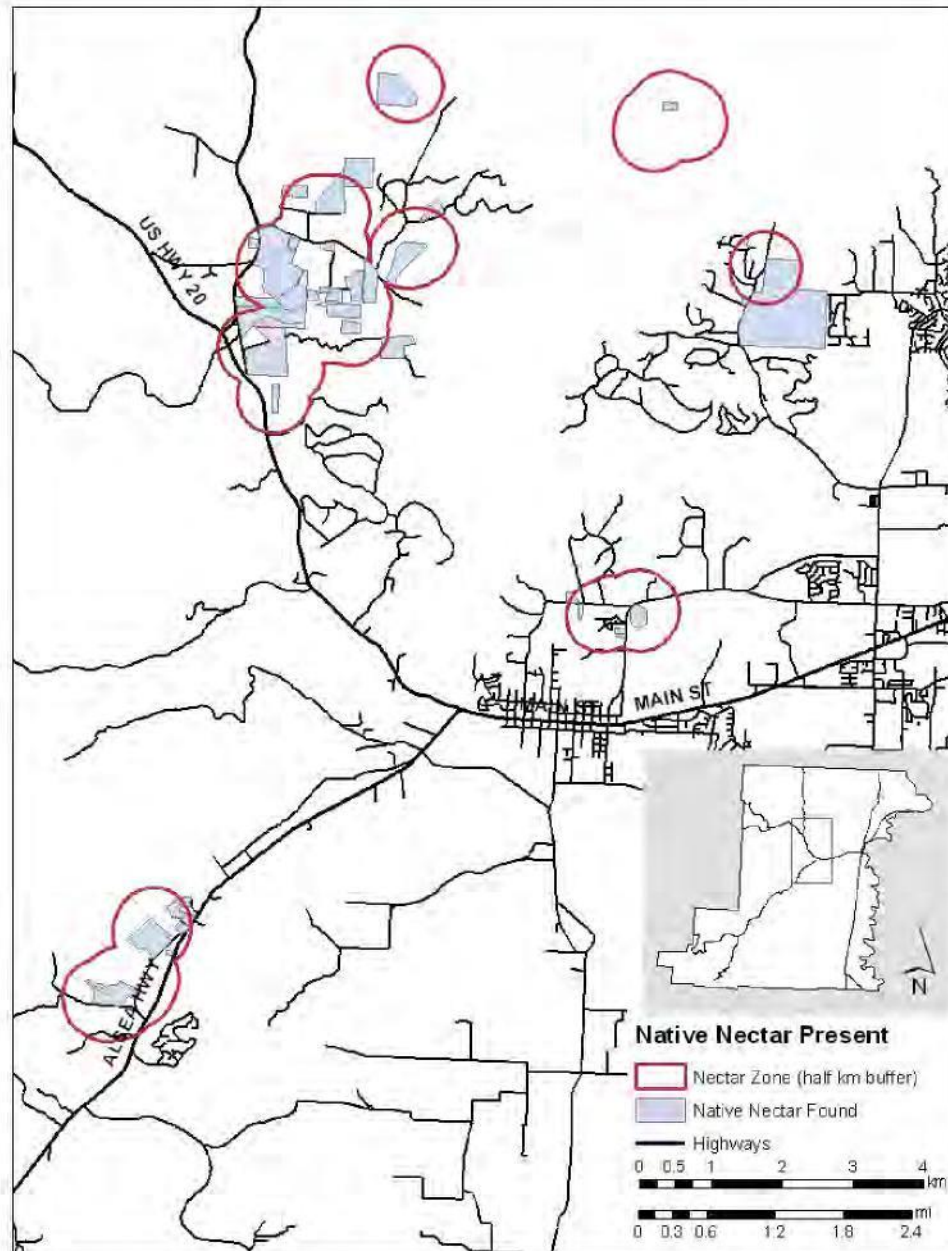 US HWY 20
MAIN ST
MAIN ST
ALSEA HWY
N
Native Nectar Present
Nectar Zone (half km buffer)
Native Nectar Found
Highways
0 0.5 1 2 3 4
km
mi
0 0.3 0.6 1.2 1.8 2.4